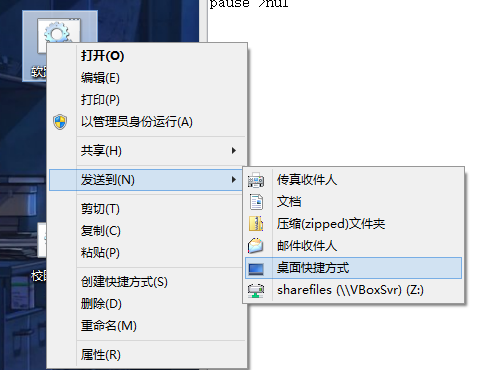 pause >nul
软
打开(O)
编辑(E)
打印(P)
以管理员身份运行(A)
共享(H)
发送到(N)
传真收件人
剪切(T)
文档
复制(C)
压缩(zipped)文件夹
粘贴(P)
邮件收件人
校
桌面快捷方式
创建快捷方式(S)
sharefiles (\\VBoxSvr) (Z:)
删除(D)
重命名(M)
属性(R)